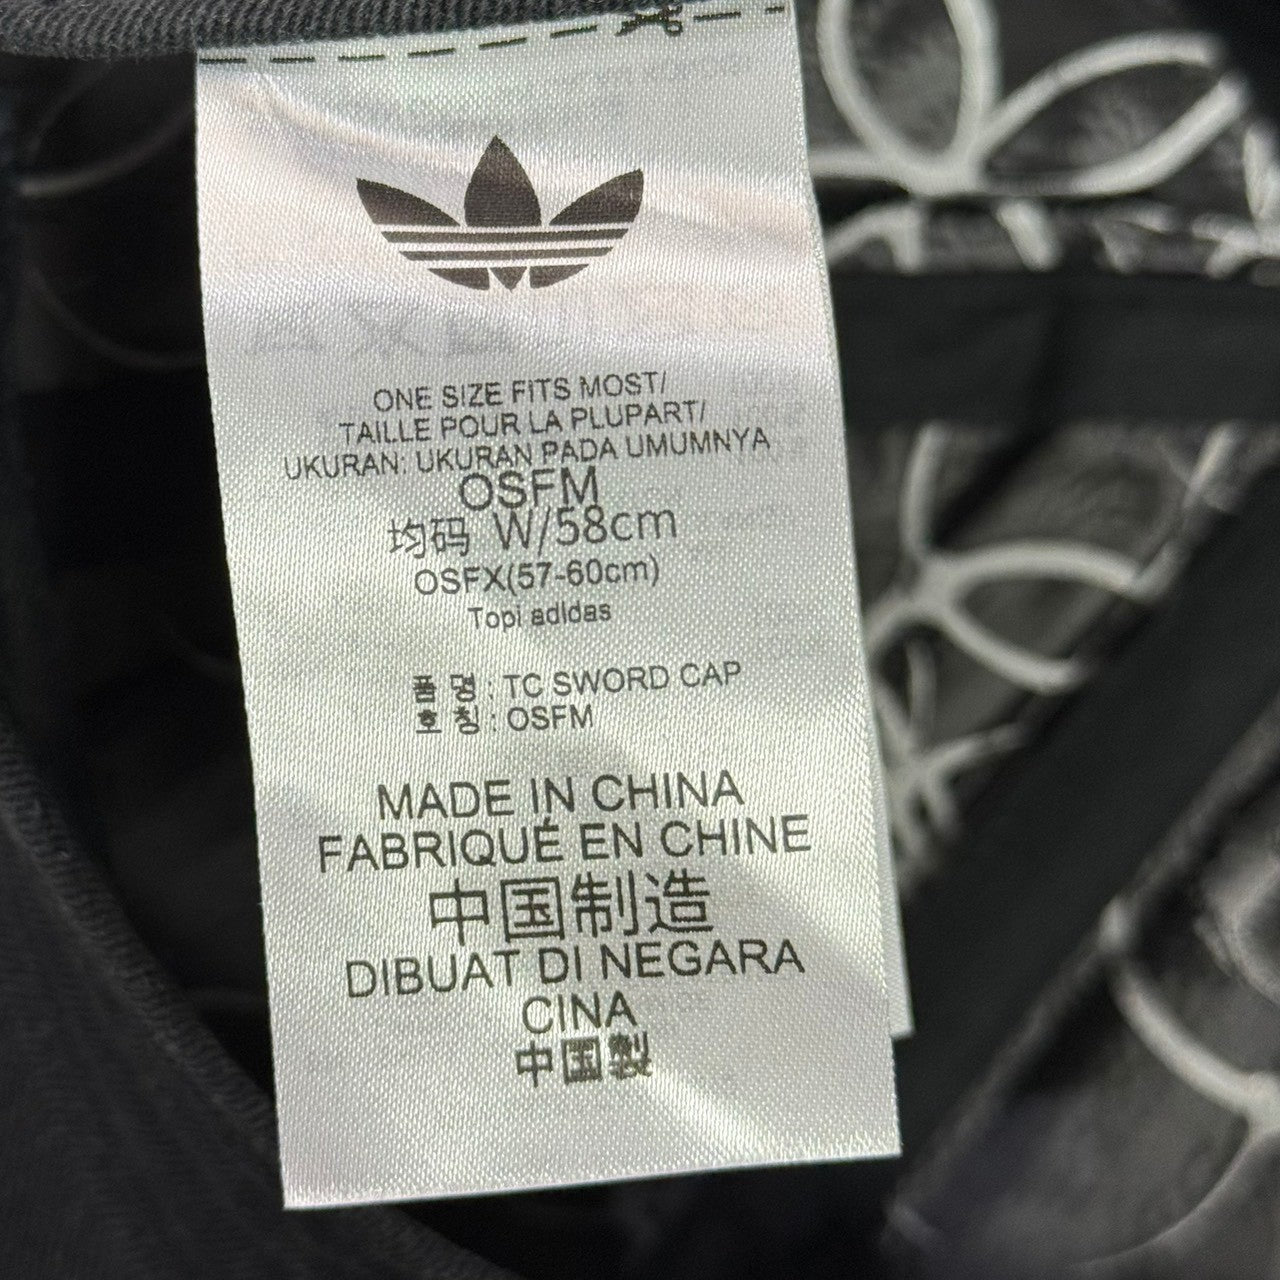 ONE SIZE FITS MOST/
TAILLE POUR LA PLUPART/
UKURAN: UKURAN PADA UMUMNYA
OSFM
均码 W/58cm
OSFX(57-60cm)
Topi adidas
품 명 : TC SWORD CAP
호 칭 : OSFM
MADE IN CHINA
FABRIQUÉ EN CHINE
中国制造
DIBUAT DI NEGARA
CINA
中国製